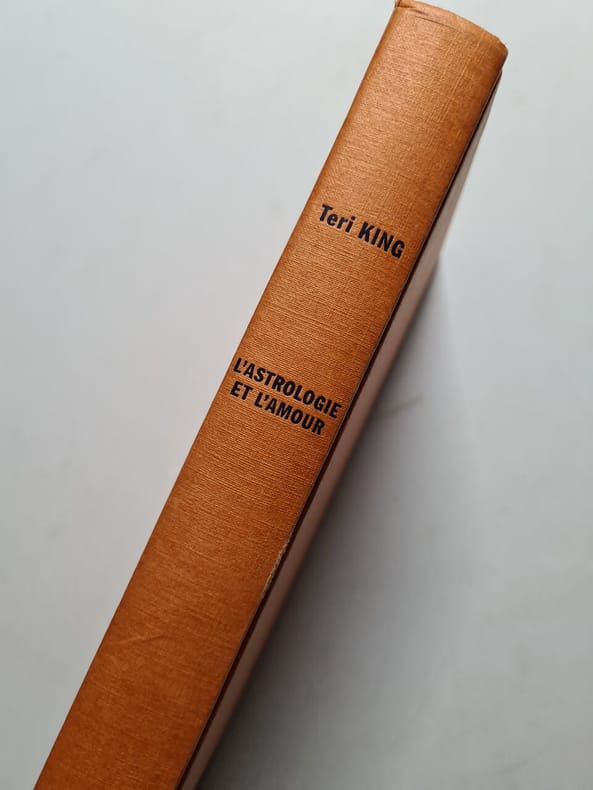 Teri KING
L'ASTROLOGIE
ET L'AMOUR